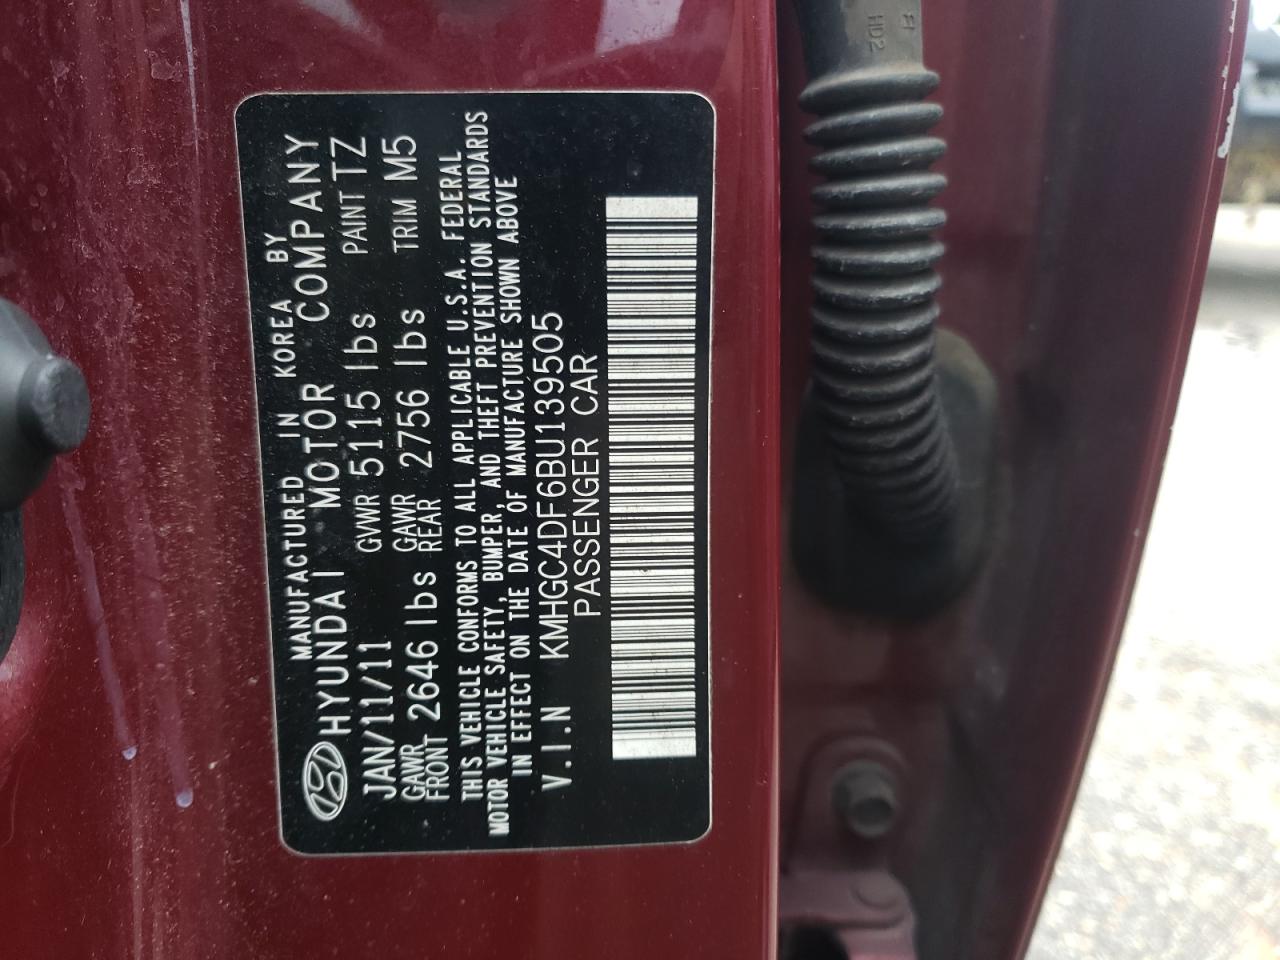 MANUFACTURED IN KOREA BY
HYUNDAI MOTOR COMPANY
JAN/11/11 GVWR 5115 lbs PAINT TZ
GAWR FRONT 2646 lbs GAWR REAR 2756 lbs TRIM M5
THIS VEHICLE CONFORMS TO ALL APPLICABLE U.S.A. FEDERAL
MOTOR VEHICLE SAFETY, BUMPER, AND THEFT PREVENTION STANDARDS
IN EFFECT ON THE DATE OF MANUFACTURE SHOWN ABOVE
V.I.N KMHGC4DF6BU139505
PASSENGER CAR
HD2